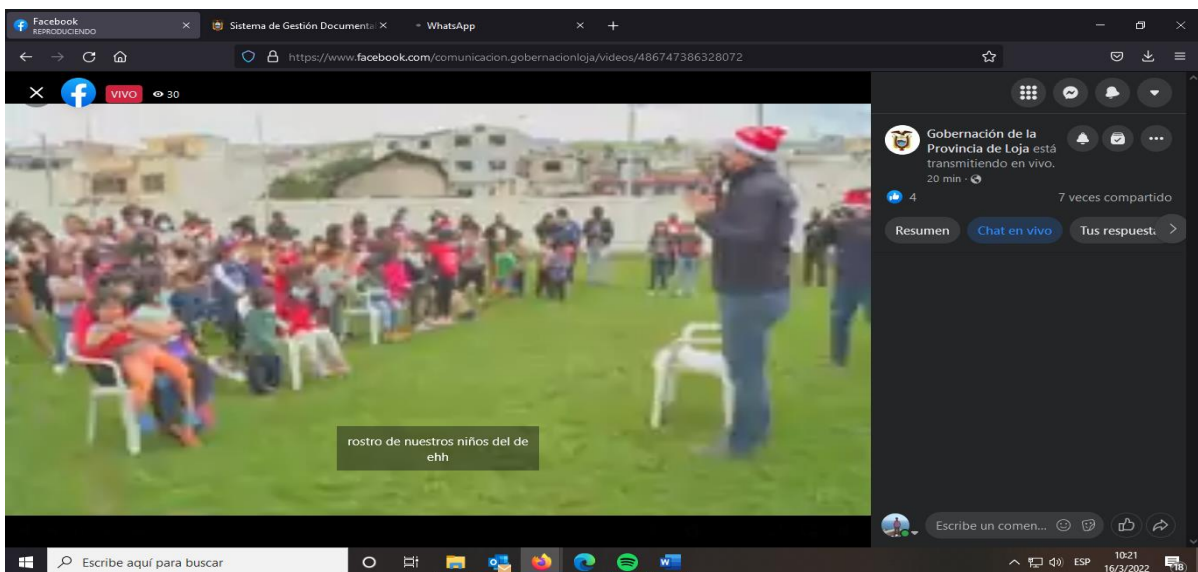 Facebook
REPRODUCIENDO
Sistema de Gestión Documental
WhatsApp
https://www.facebook.com/comunicacion.gobernacionloja/videos/486747386328072
VIVO 30
Gobernación de la
Provincia de Loja está
transmitiendo en vivo.
20 min ·
4 7 veces compartido
Resumen Chat en vivo Tus respuest
rostro de nuestros niños del de
ehh
Escribe un comen...
Escribe aquí para buscar
ESP
10:21
16/3/2022
18